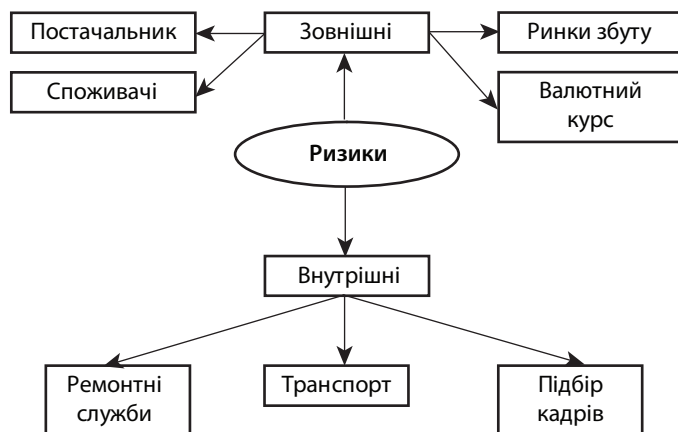 Постачальник
Зовнішні
Ринки збуту
Споживачі
Валютний
курс
Ризики
Внутрішні
Ремонтні
служби
Транспорт
Підбір
кадрів